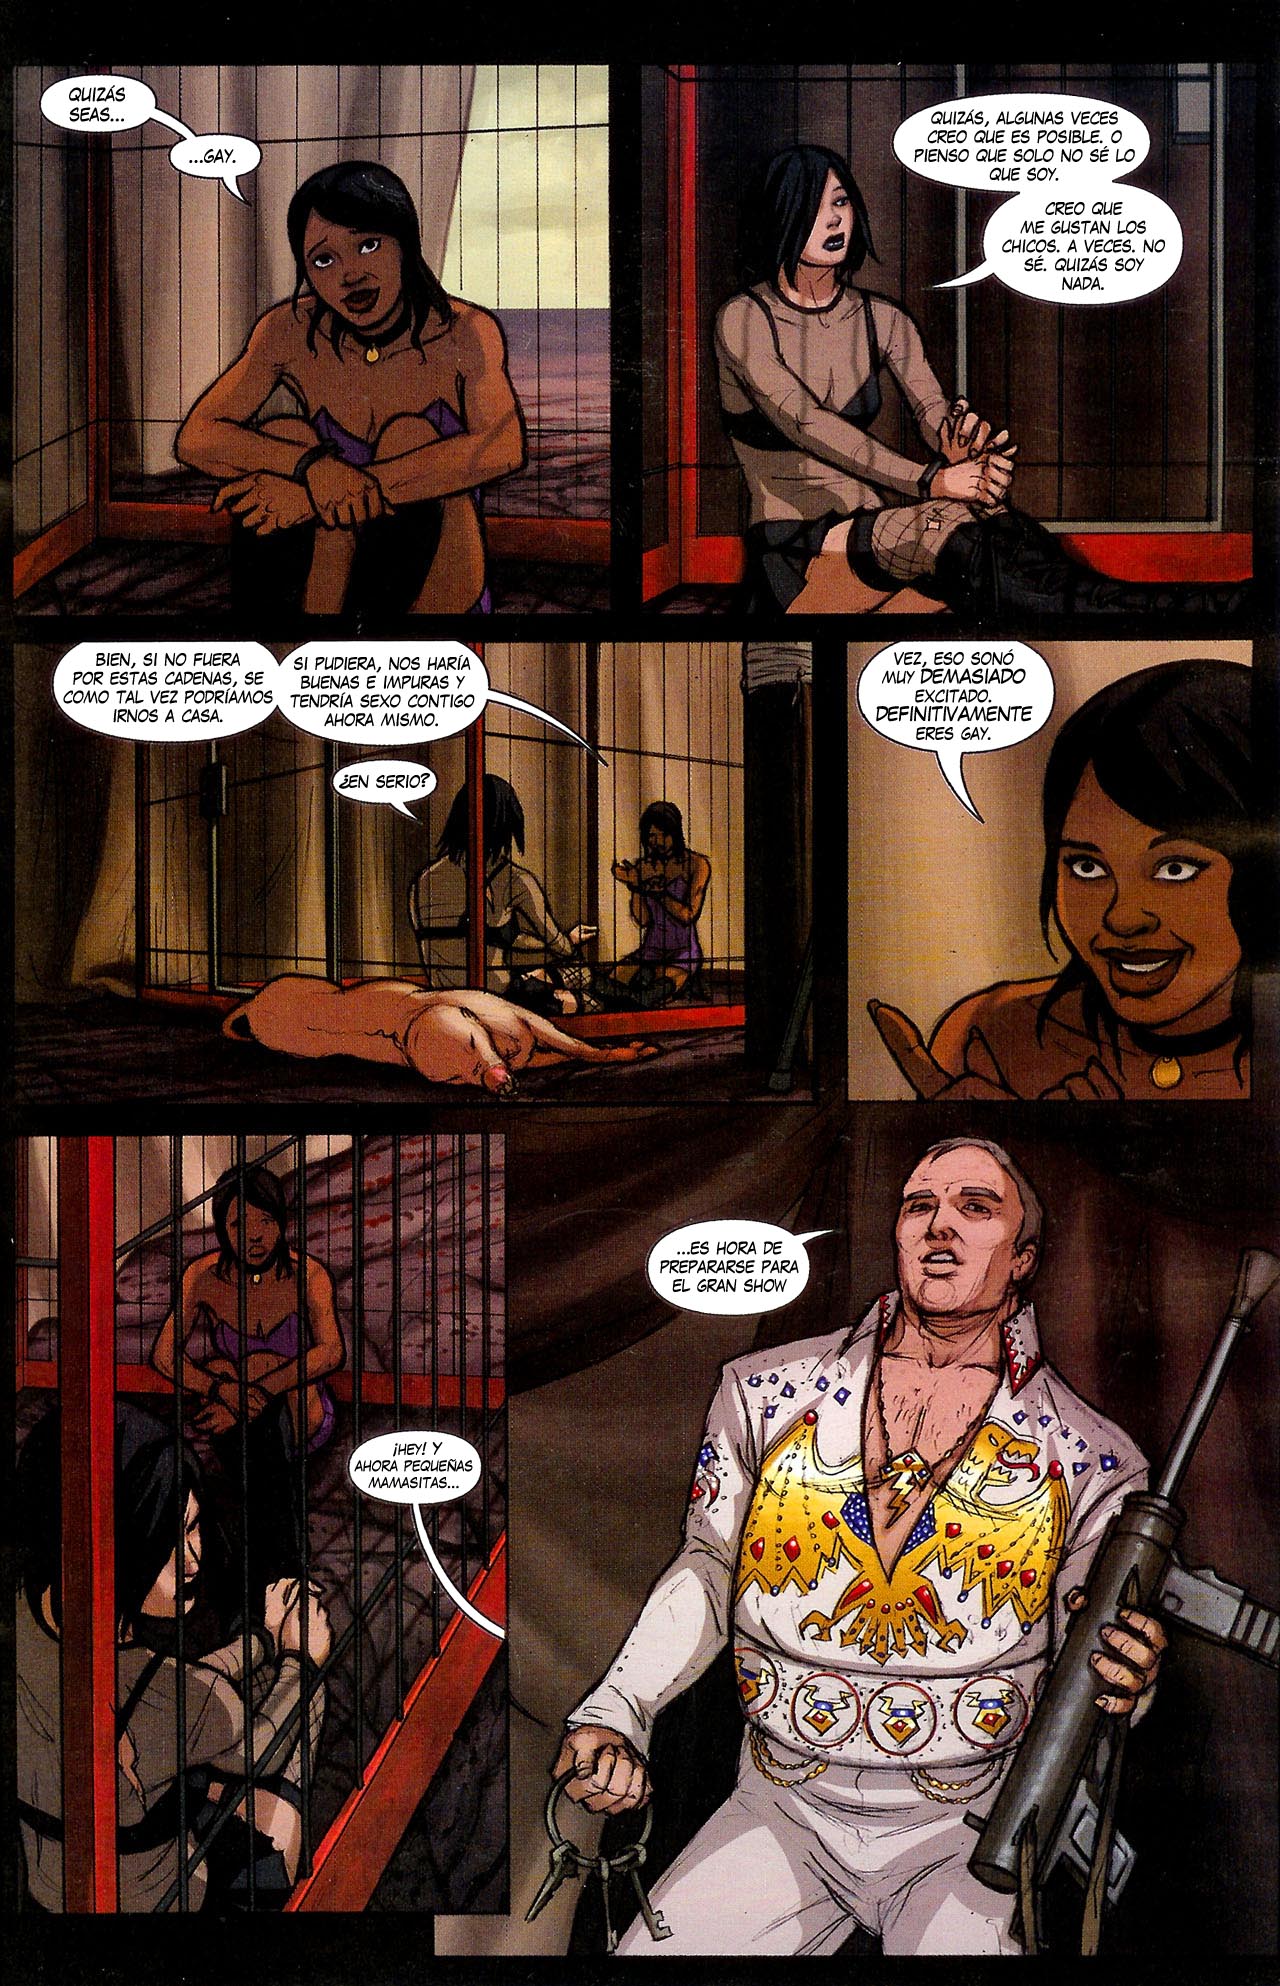 QUIZÁS
SEAS...
...GAY.
QUIZÁS, ALGUNAS VECES
CREO QUE ES POSIBLE. O
PIENSO QUE SOLO NO SÉ LO
QUE SOY.
CREO QUE
ME GUSTAN LOS
CHICOS. A VECES. NO
SÉ. QUIZÁS SOY
NADA.
BIEN, SI NO FUERA
POR ESTAS CADENAS, SE
COMO TAL VEZ PODRÍAMOS
IRNOS A CASA.
SI PUDIERA, NOS HARÍA
BUENAS E IMPURAS Y
TENDRÍA SEXO CONTIGO
AHORA MISMO.
¿EN SERIO?
VEZ, ESO SONÓ
MUY DEMASIADO
EXCITADO.
DEFINITIVAMENTE
ERES GAY.
¡HEY! Y
AHORA PEQUEÑAS
MAMASITAS...
...ES HORA DE
PREPARARSE PARA
EL GRAN SHOW